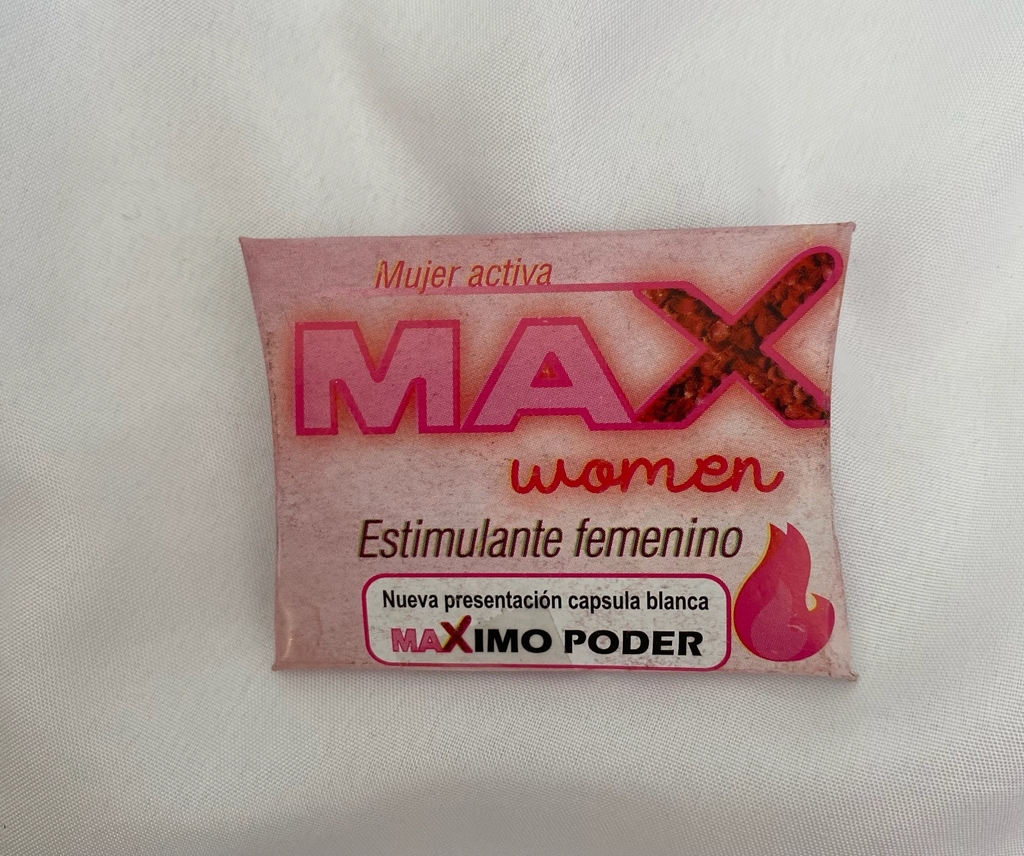 Mujer activa
MAX
women
Estimulante femenino
Nueva presentación capsula blanca
MAXIMO PODER